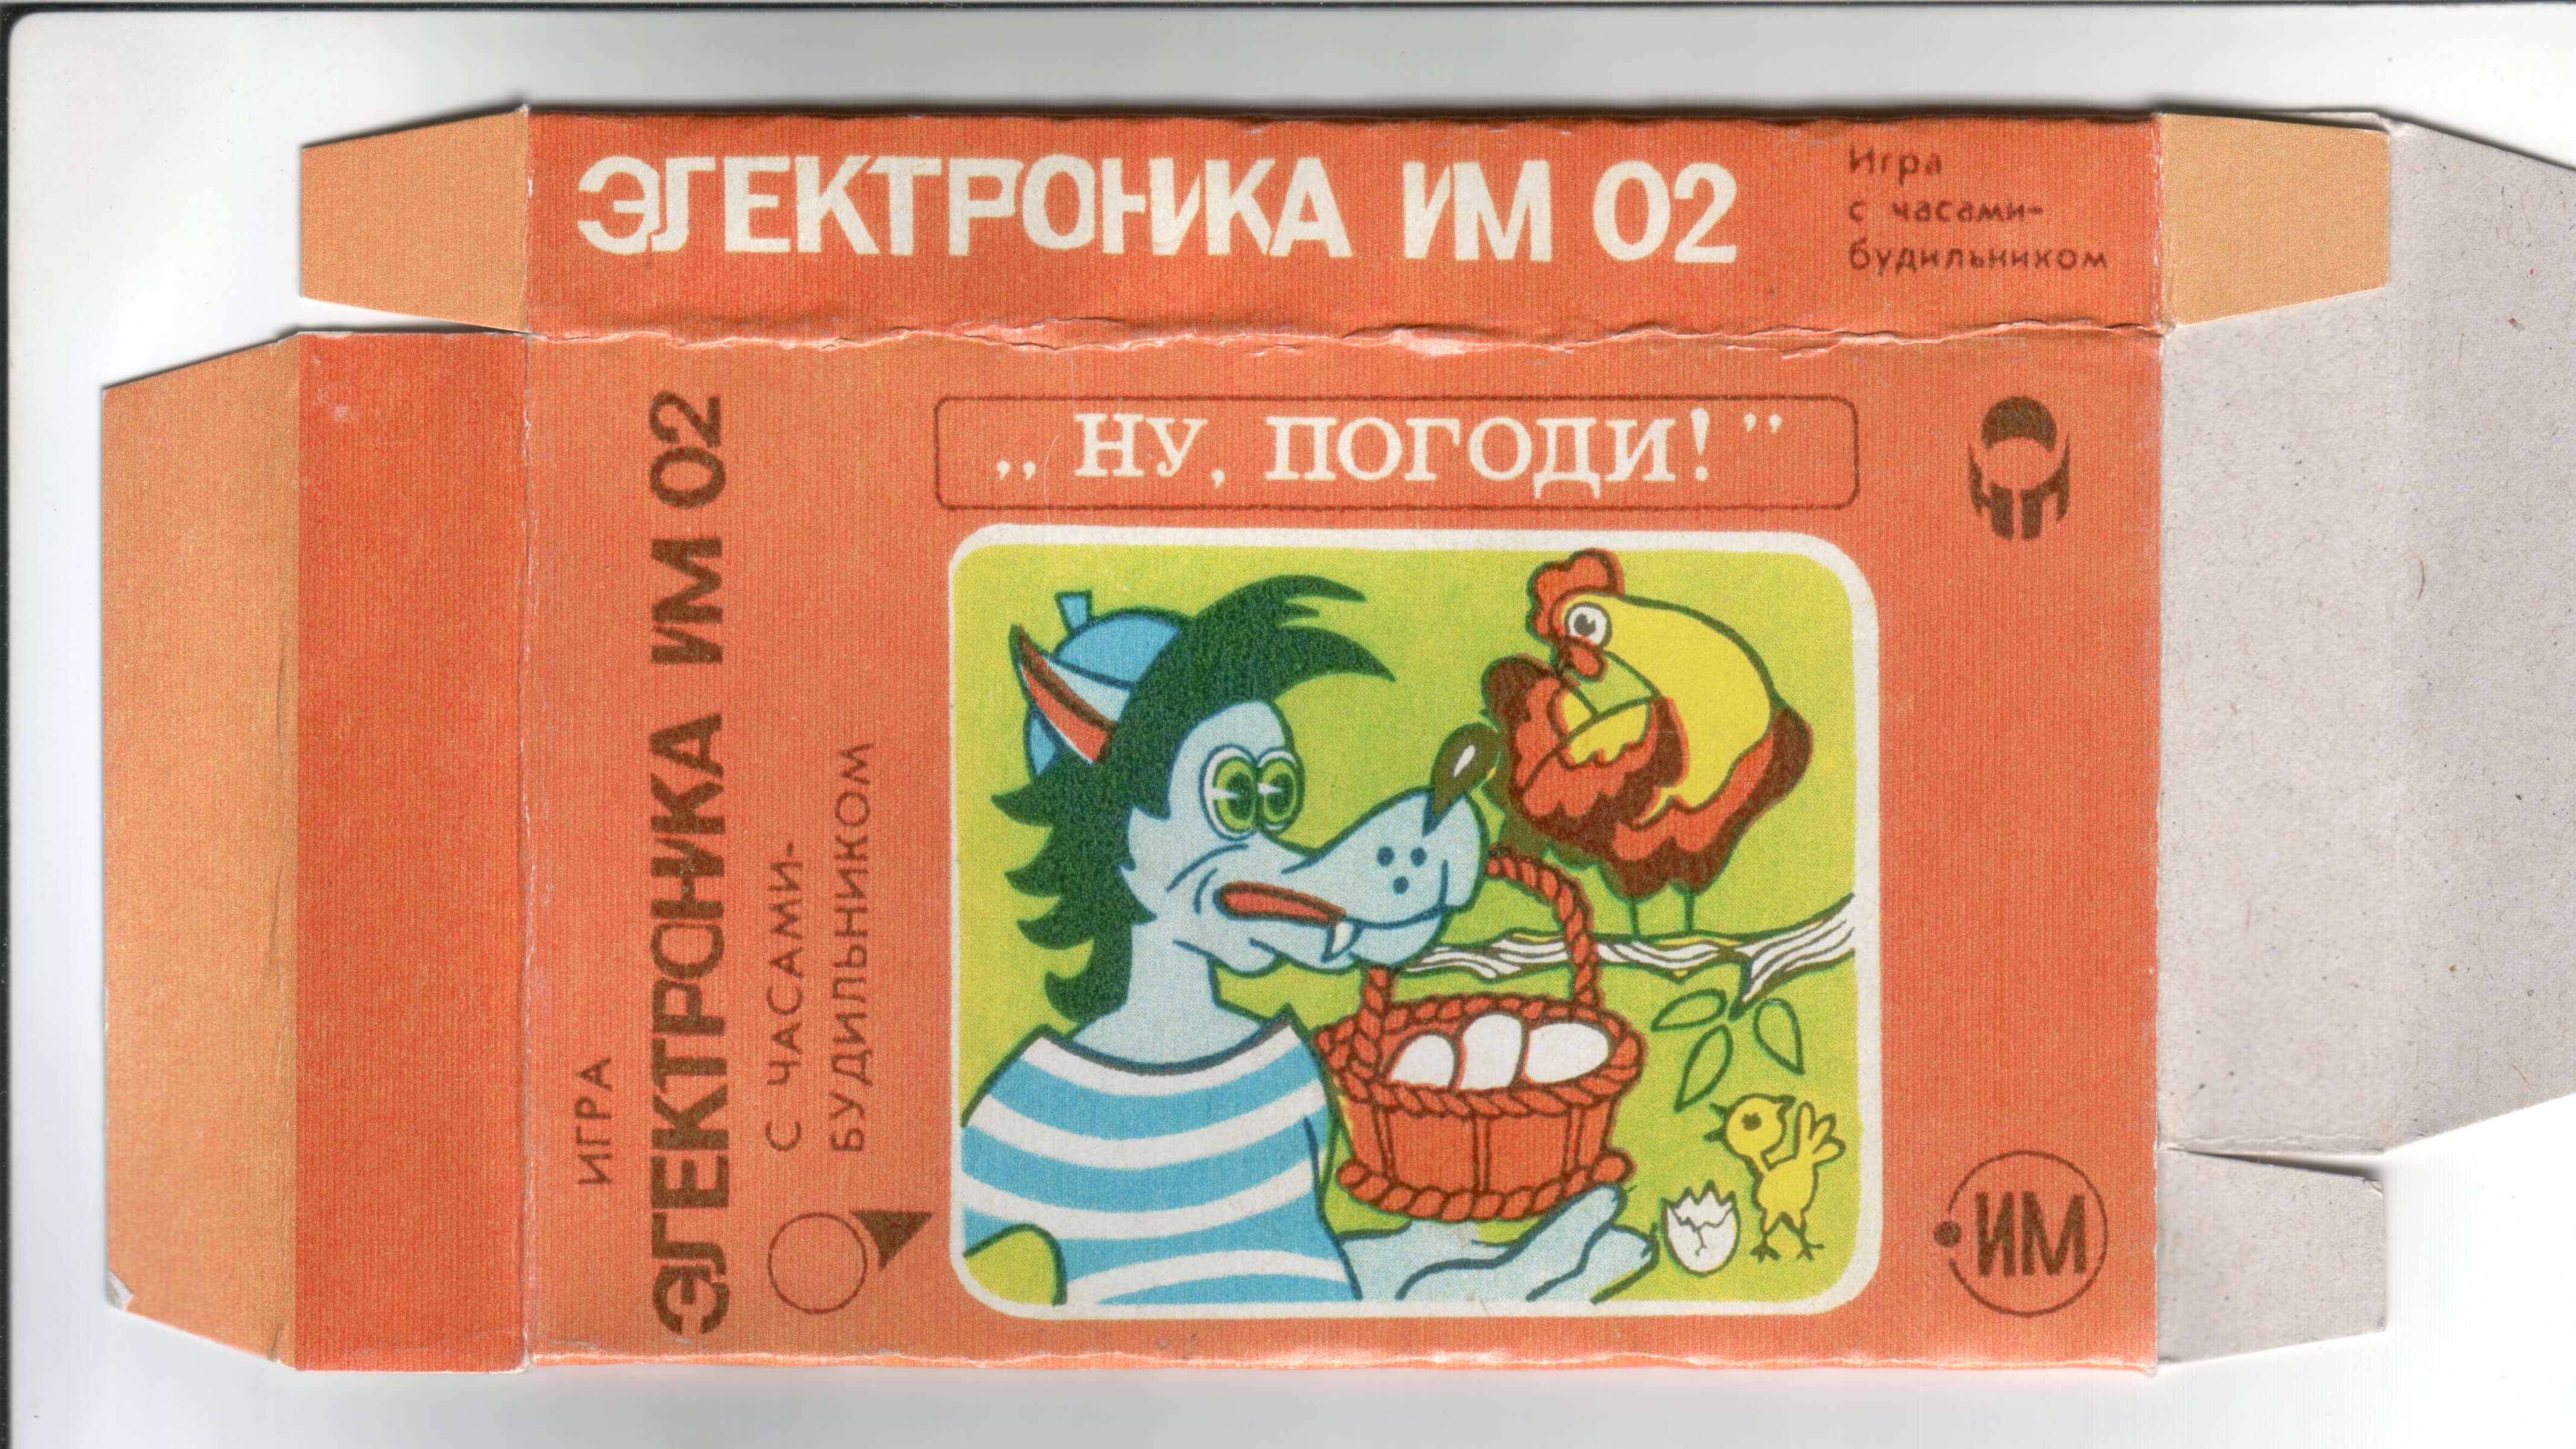 ЭЛЕКТРОНИКА ИМ 02
Игра
с часами-
будильником
„ НУ, ПОГОДИ! ”
ИГРА
ЭЛЕКТРОНИКА ИМ 02
С ЧАСАМИ-
БУДИЛЬНИКОМ
ИМ